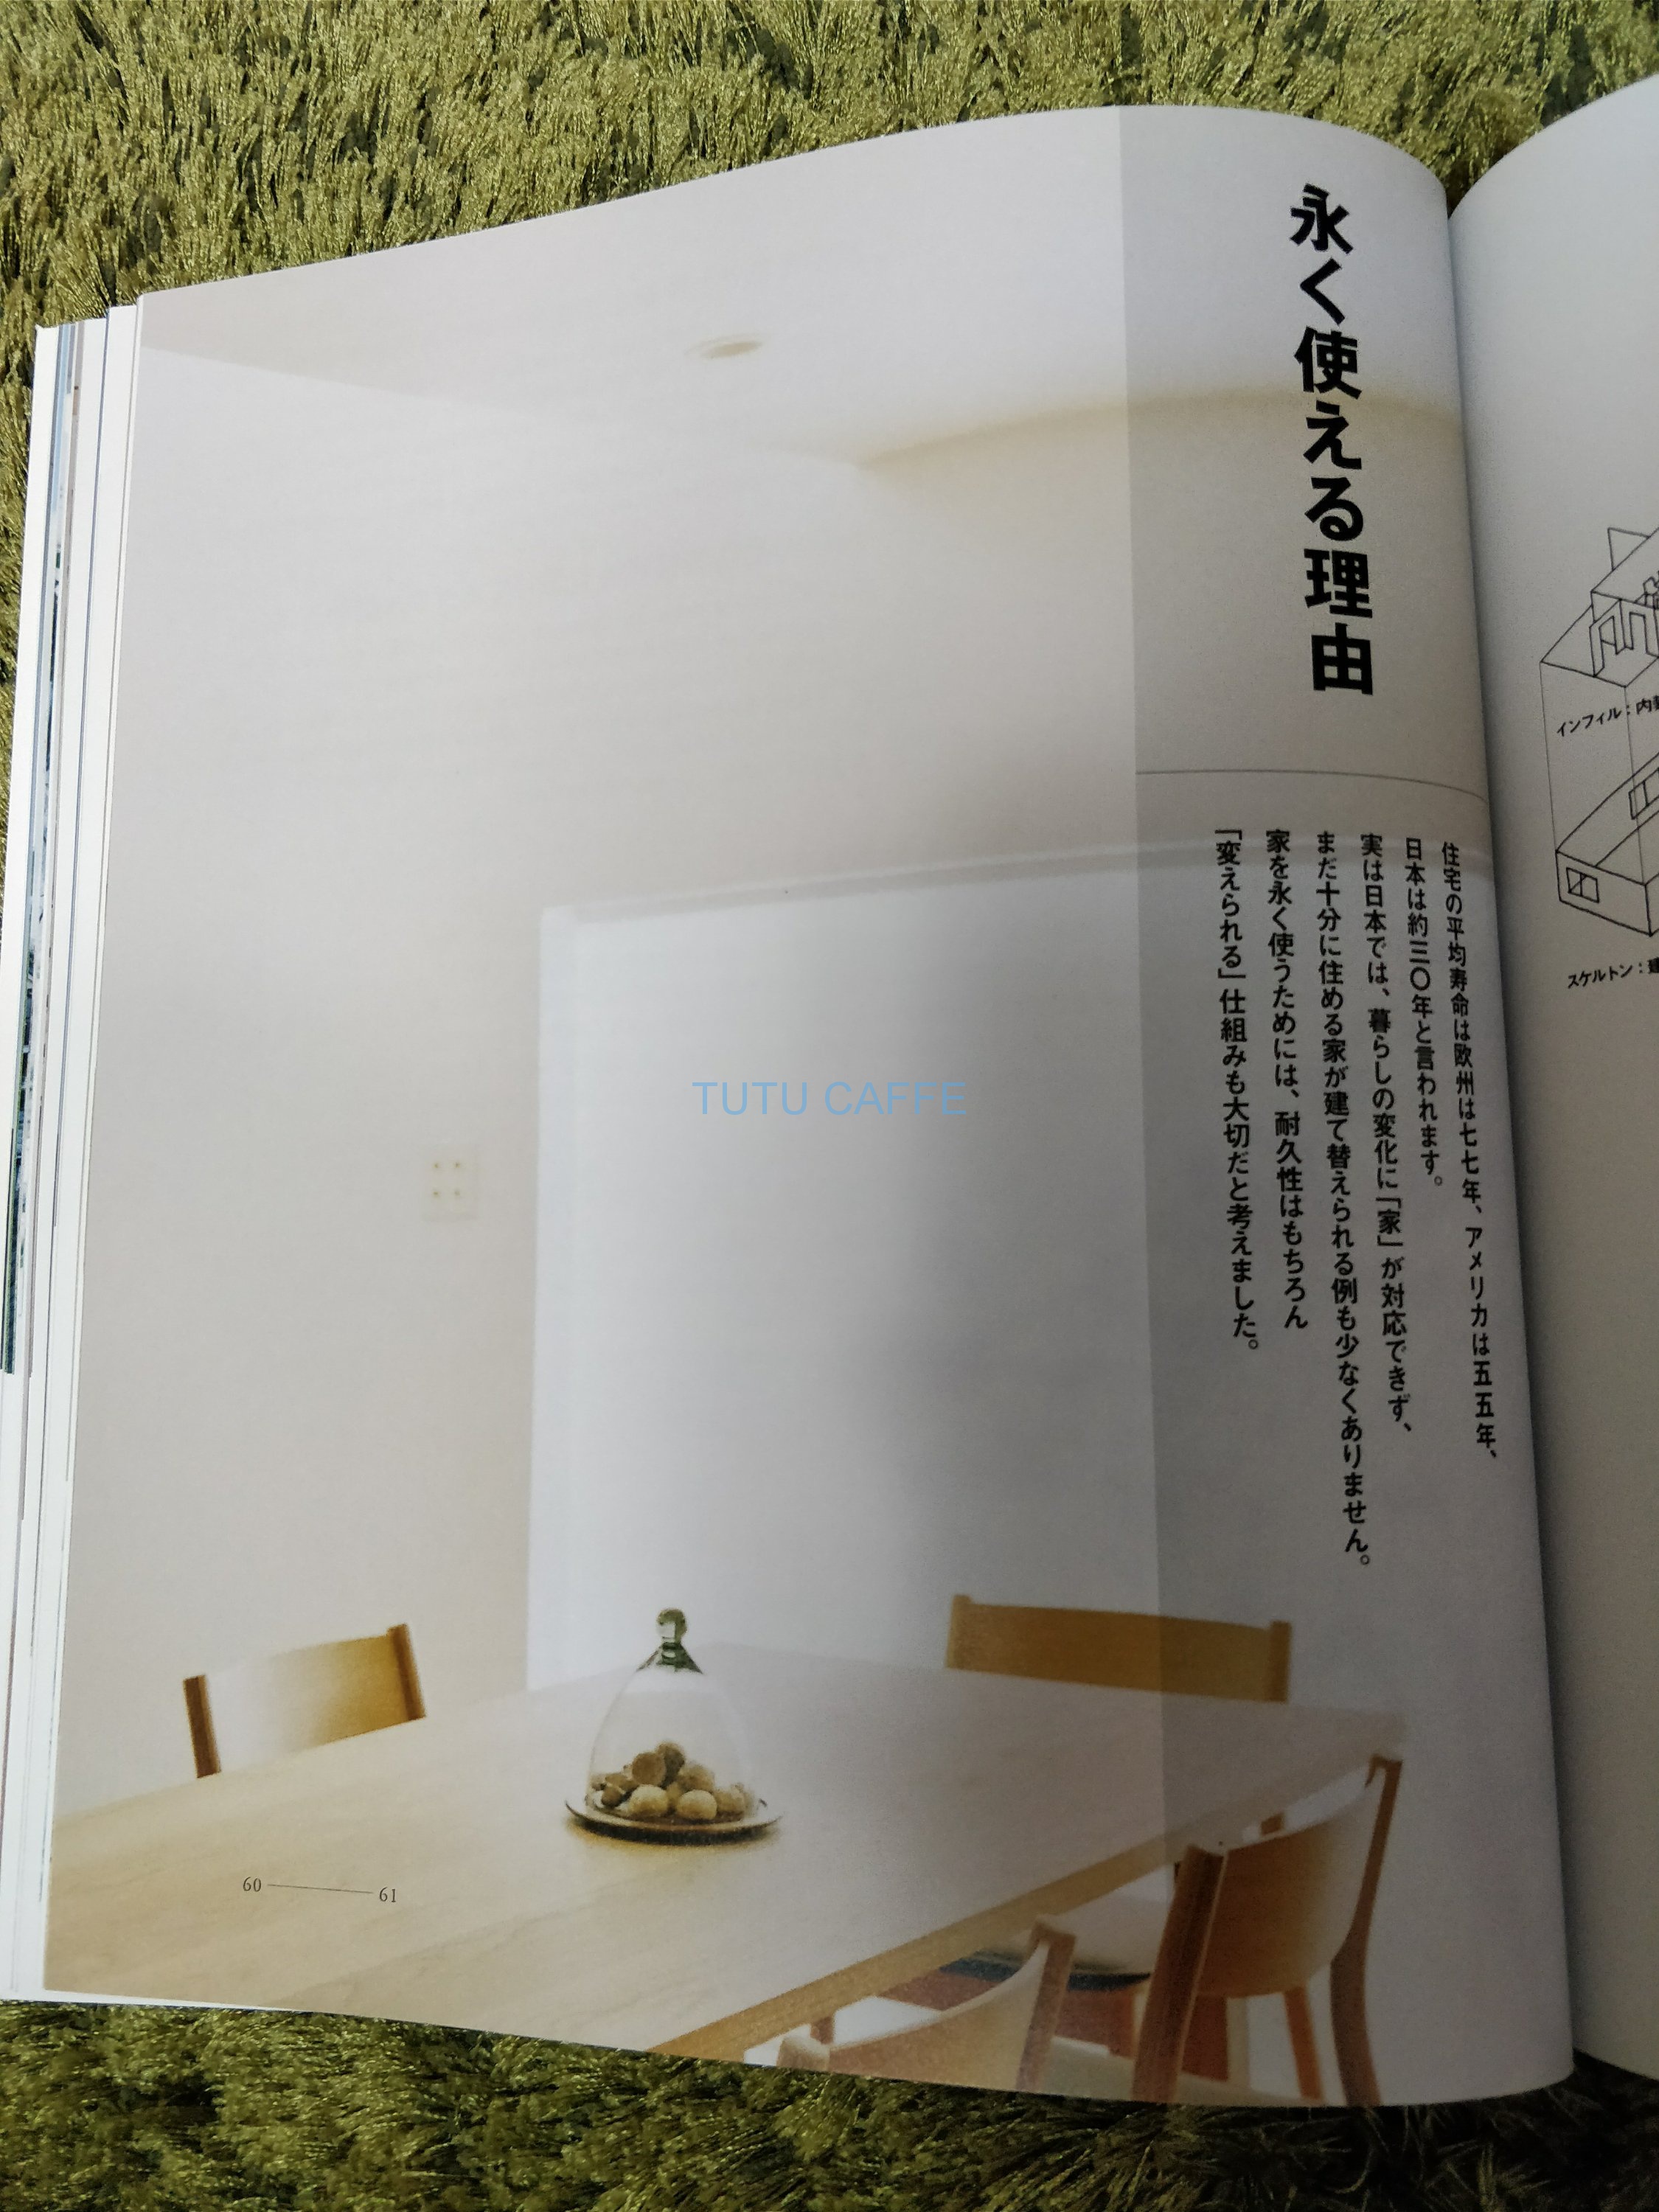 永く使える理由
住宅の平均寿命は欧州は七七年、アメリカは五五年、
日本は約三〇年と言われます。
実は日本では、暮らしの変化に「家」が対応できず、
まだ十分に住める家が建て替えられる例も少なくありません。
家を永く使うためには、耐久性はもちろん
「変えられる」仕組みも大切だと考えました。
インフィル：内
スケルトン：建
TUTU CAFFE
60 61